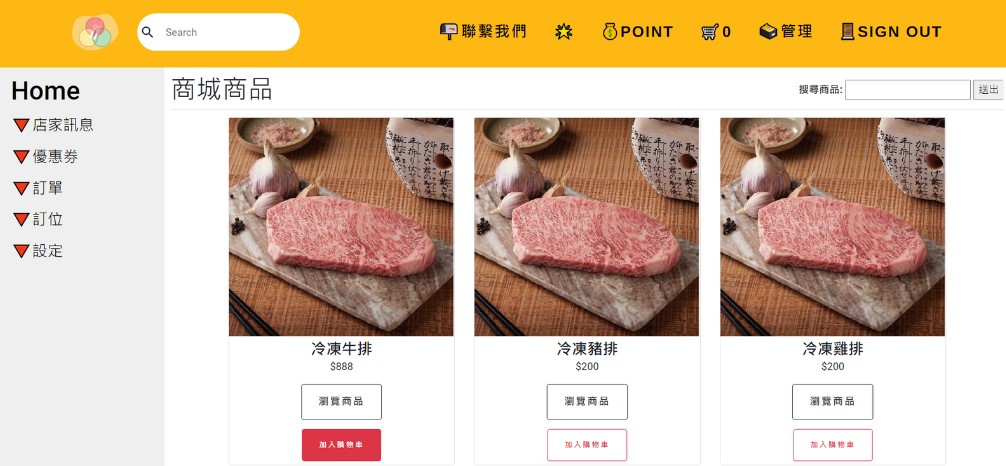 Search
聯繫我們
POINT
0
管理
SIGN OUT
Home
店家訊息
優惠券
訂單
訂位
設定
商城商品
搜尋商品:
送出
冷凍牛排
$888
瀏覽商品
加入購物車
冷凍豬排
$200
瀏覽商品
加入購物車
冷凍雞排
$200
瀏覽商品
加入購物車